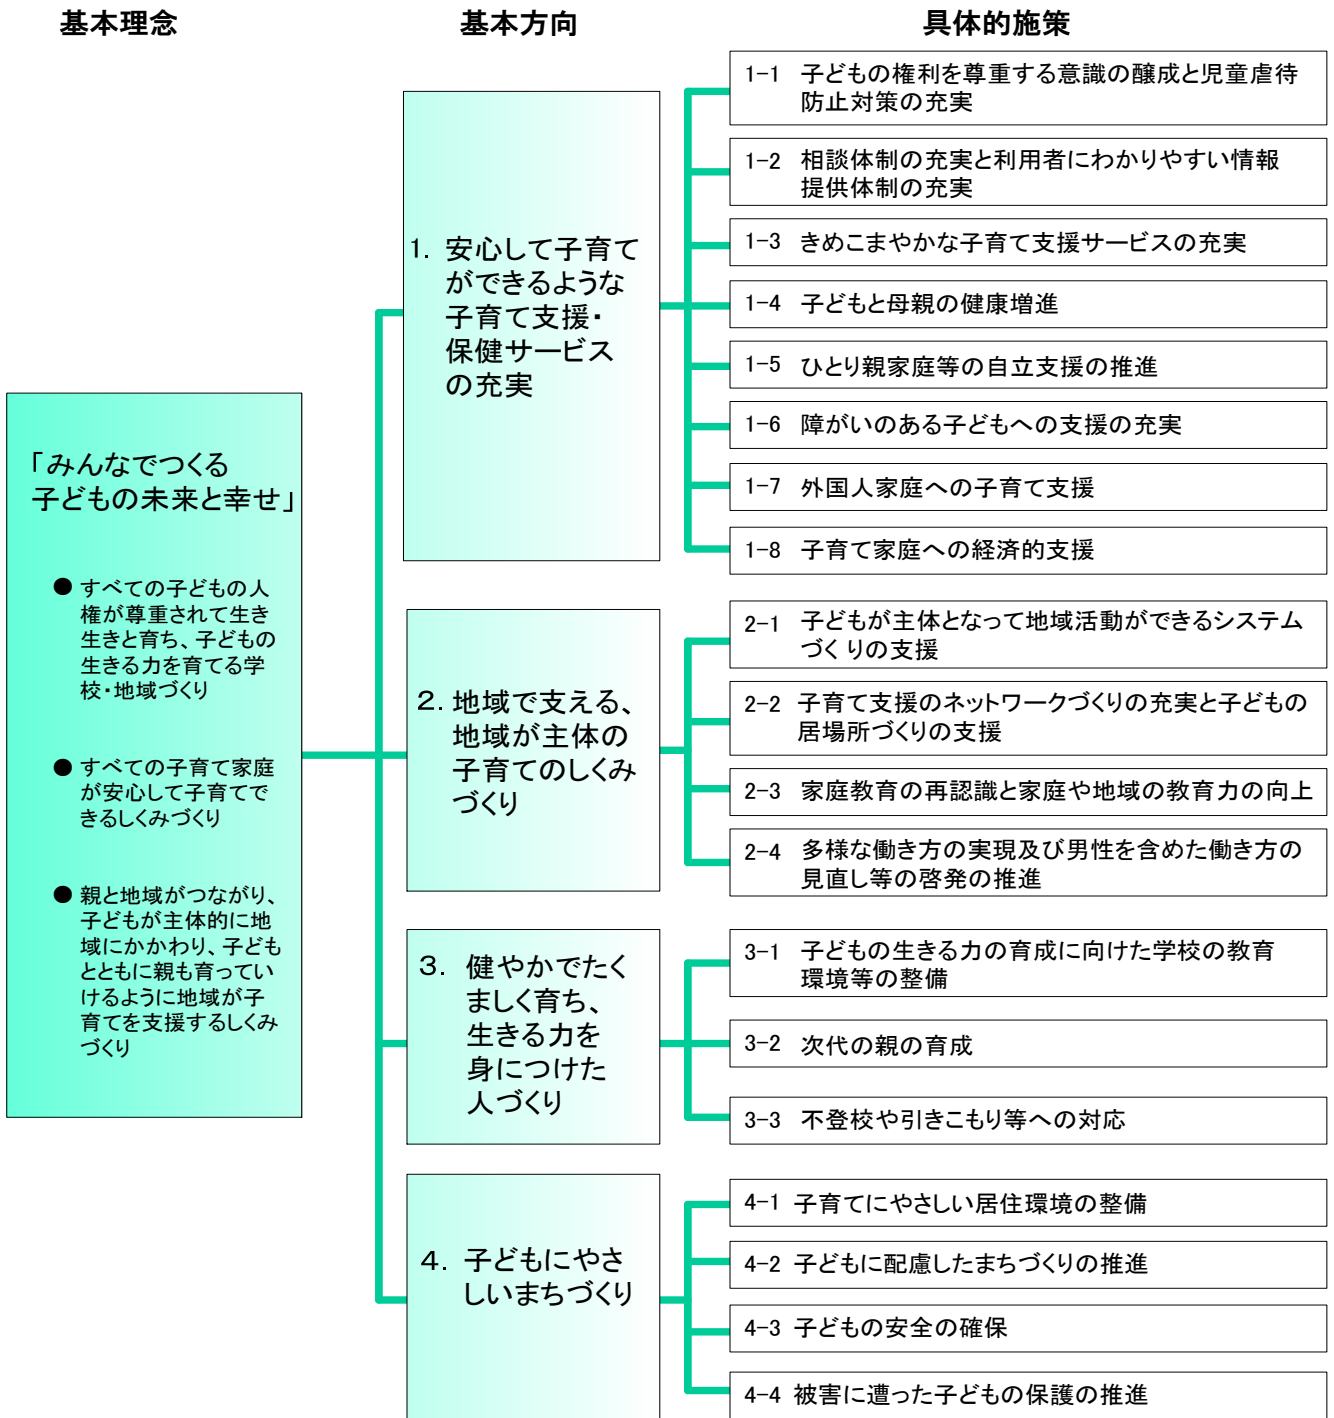 基本理念
基本方向
具体的施策
「みんなでつくる
子どもの未来と幸せ」
● すべての子どもの人
権が尊重されて生き
生きと育ち、子どもの
生きる力を育てる学
校・地域づくり
● すべての子育て家庭
が安心して子育てで
きるしくみづくり
● 親と地域がつながり、
子どもが主体的に地
域にかかわり、子ども
とともに親も育ってい
けるように地域が子
育てを支援するしくみ
づくり
1. 安心して子育て
ができるような
子育て支援・
保健サービス
の充実
1-1 子どもの権利を尊重する意識の醸成と児童虐待
防止対策の充実
1-2 相談体制の充実と利用者にわかりやすい情報
提供体制の充実
1-3 きめこまやかな子育て支援サービスの充実
1-4 子どもと母親の健康増進
1-5 ひとり親家庭等の自立支援の推進
1-6 障がいのある子どもへの支援の充実
1-7 外国人家庭への子育て支援
1-8 子育て家庭への経済的支援
2. 地域で支える、
地域が主体の
子育てのしくみ
づくり
2-1 子どもが主体となって地域活動ができるシステム
づくりの支援
2-2 子育て支援のネットワークづくりの充実と子どもの
居場所づくりの支援
2-3 家庭教育の再認識と家庭や地域の教育力の向上
2-4 多様な働き方の実現及び男性を含めた働き方の
見直し等の啓発の推進
3. 健やかでたく
ましく育ち、
生きる力を
身につけた
人づくり
3-1 子どもの生きる力の育成に向けた学校の教育
環境等の整備
3-2 次代の親の育成
3-3 不登校や引きこもり等への対応
4. 子どもにやさ
しいまちづくり
4-1 子育てにやさしい居住環境の整備
4-2 子どもに配慮したまちづくりの推進
4-3 子どもの安全の確保
4-4 被害に遭った子どもの保護の推進